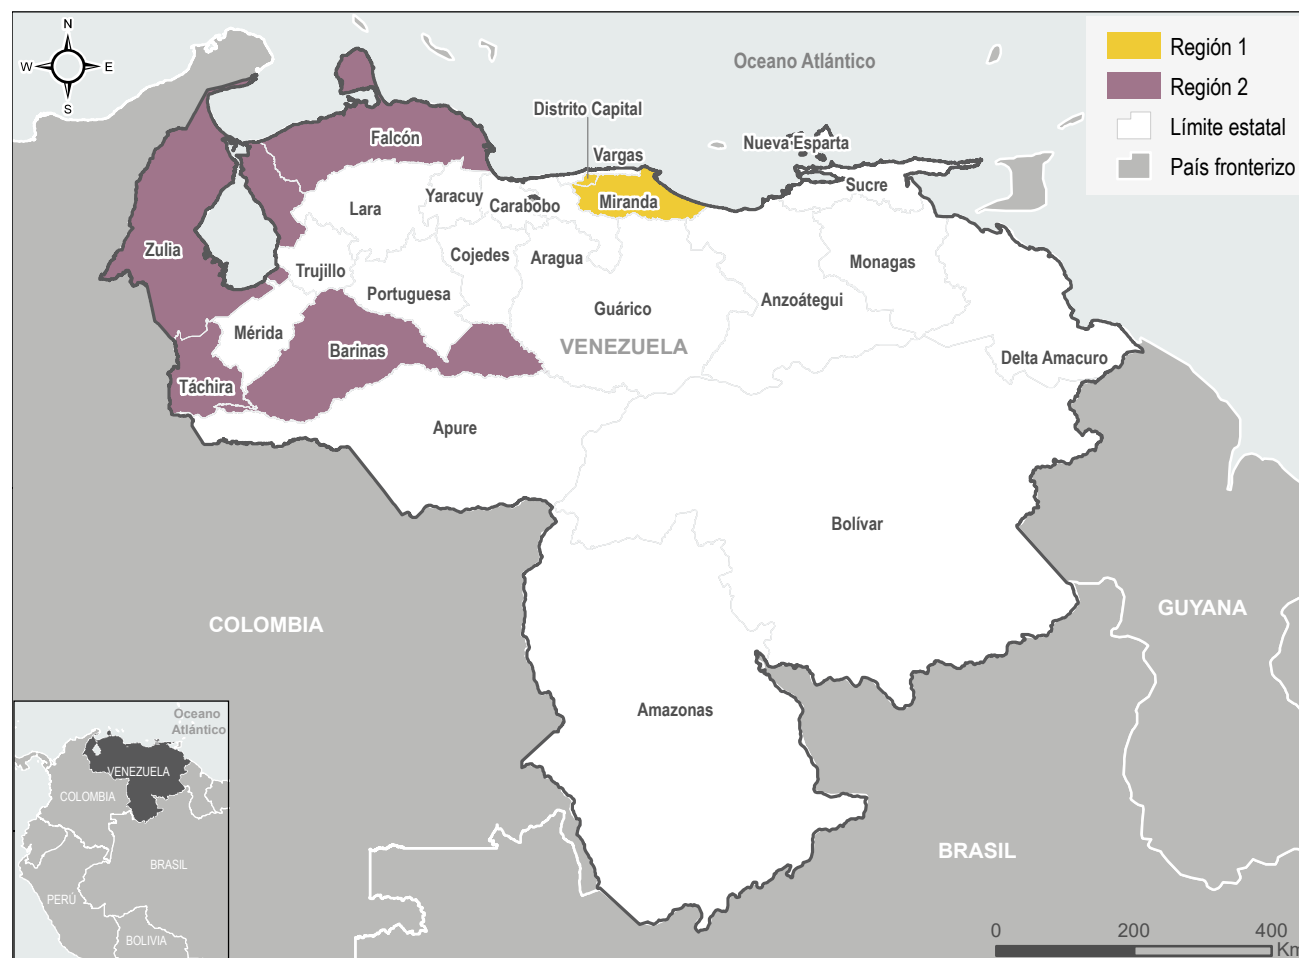 N
W
E
S
Oceano Atlántico
Región 1
Región 2
Límite estatal
País fronterizo
Distrito Capital
Vargas
Nueva Esparta
Falcón
Sucre
Miranda
Yaracuy
Carabobo
Lara
Zulia
Cojedes
Aragua
Trujillo
Monagas
Portuguesa
Anzoátegui
Guárico
Mérida
Barinas
VENEZUELA
Delta Amacuro
Táchira
Apure
Bolívar
COLOMBIA
GUYANA
Amazonas
BRASIL
Oceano
Atlántico
VENEZUELA
COLOMBIA
BRASIL
PERÚ
BOLIVIA
0 200 400
Km